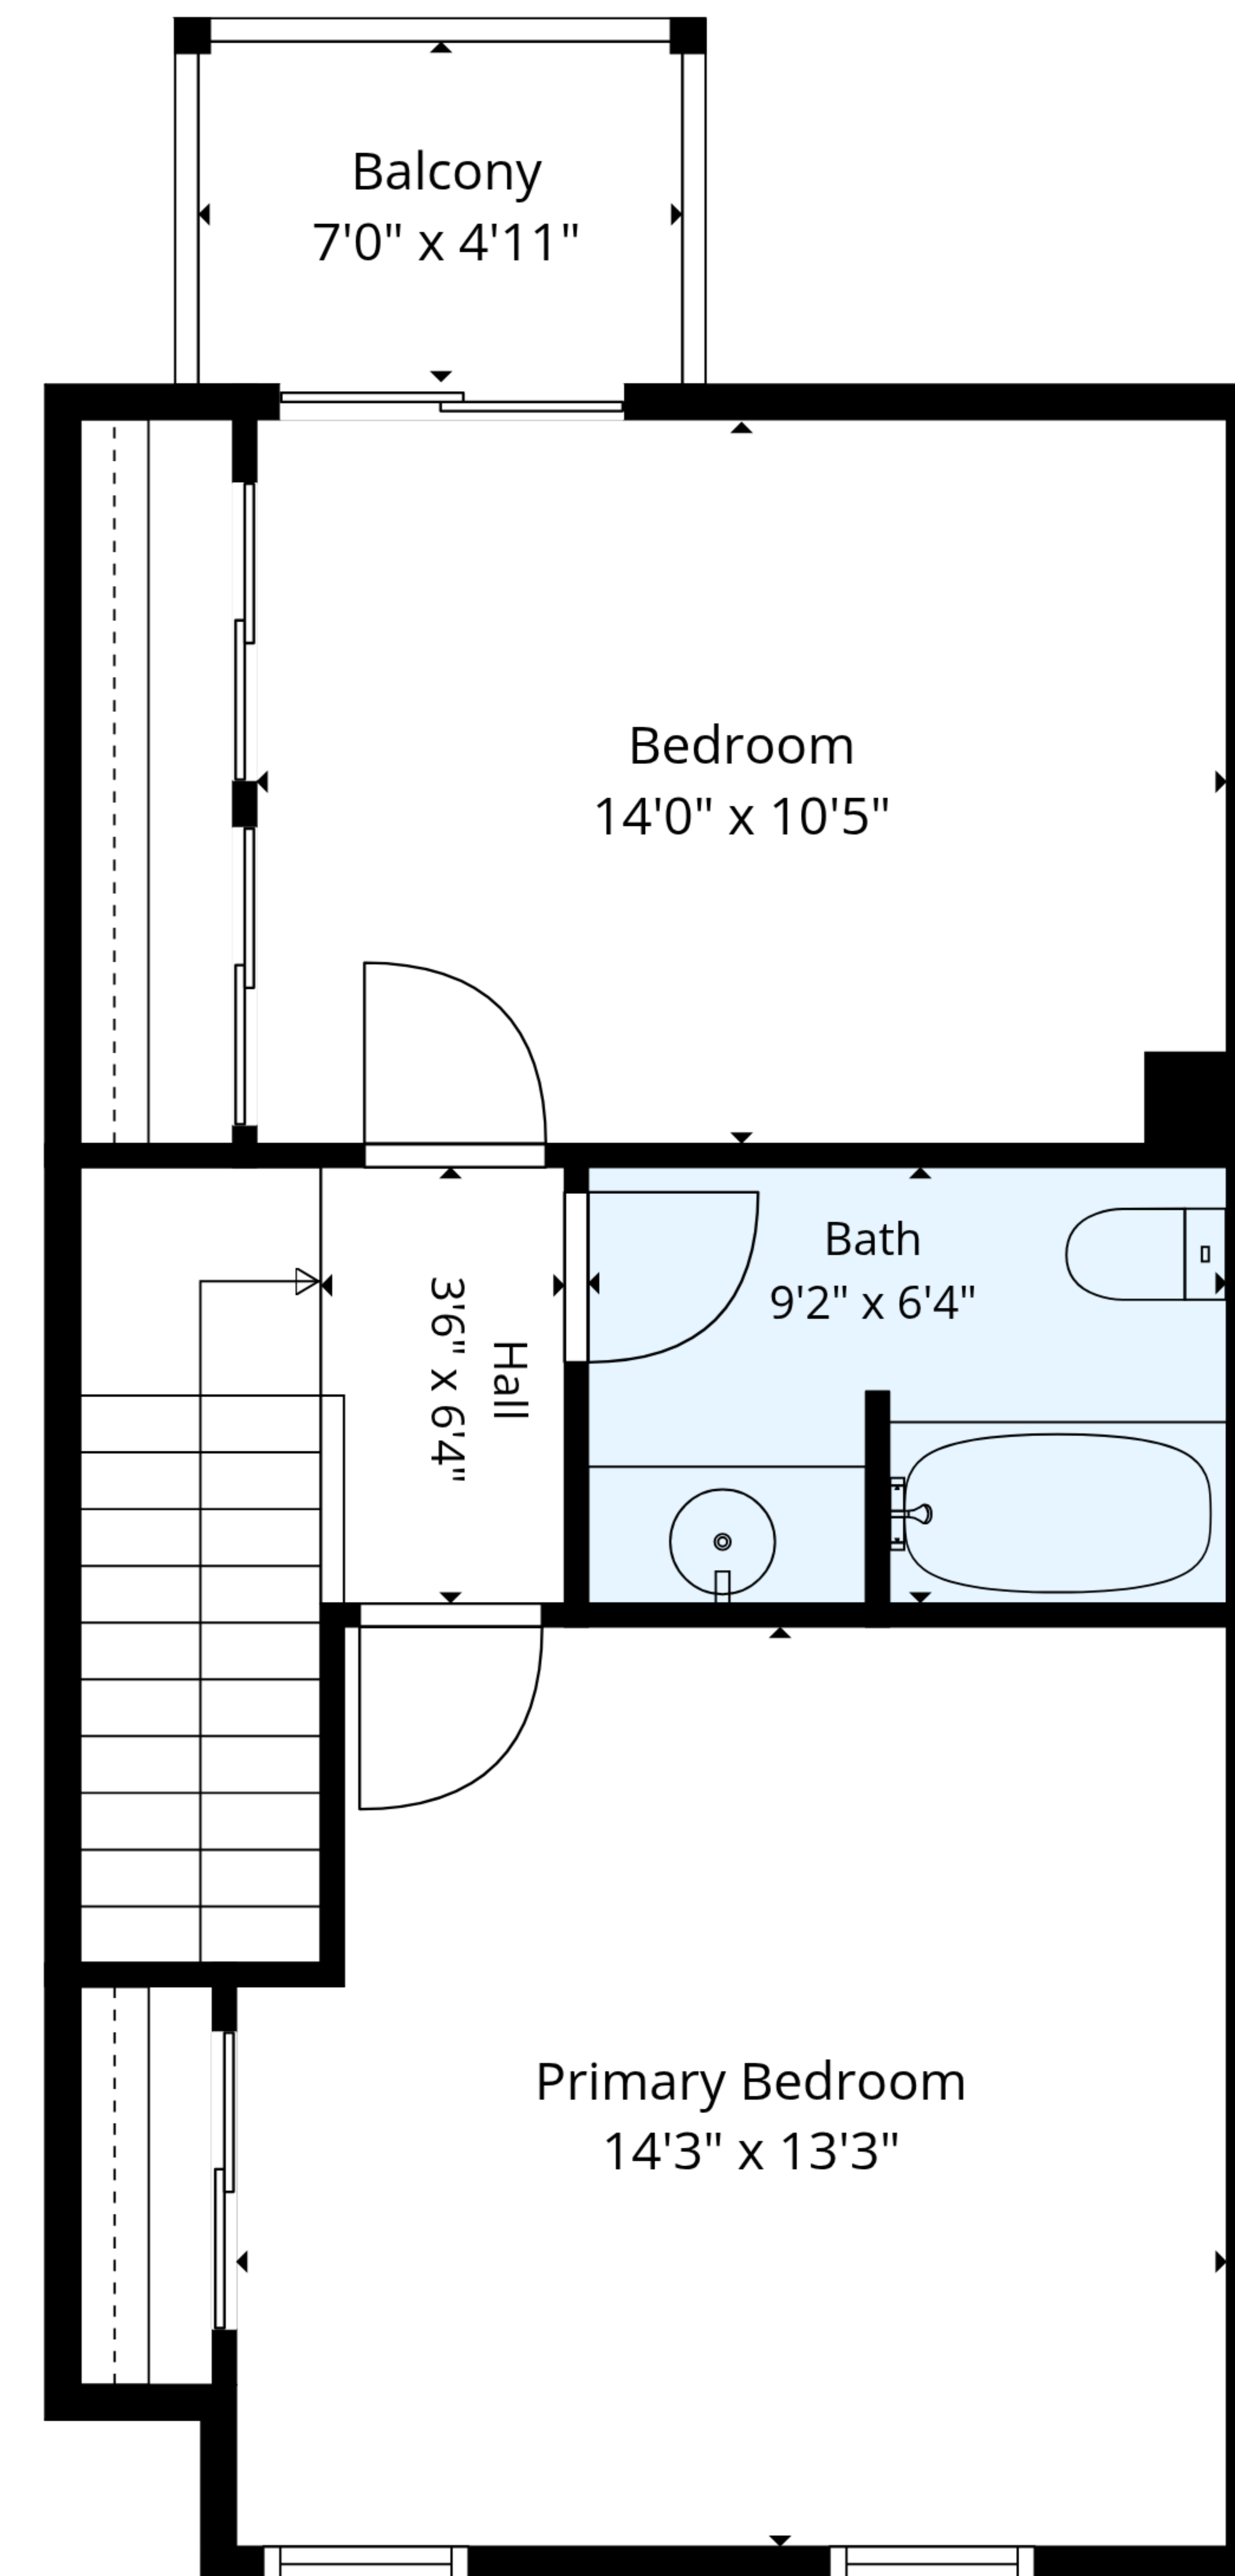 Balcony
7'0" x 4'11"
Bedroom
14'0" x 10'5"
Bath
9'2" x 6'4"
Hall
3'6" x 6'4"
Primary Bedroom
14'3" x 13'3"